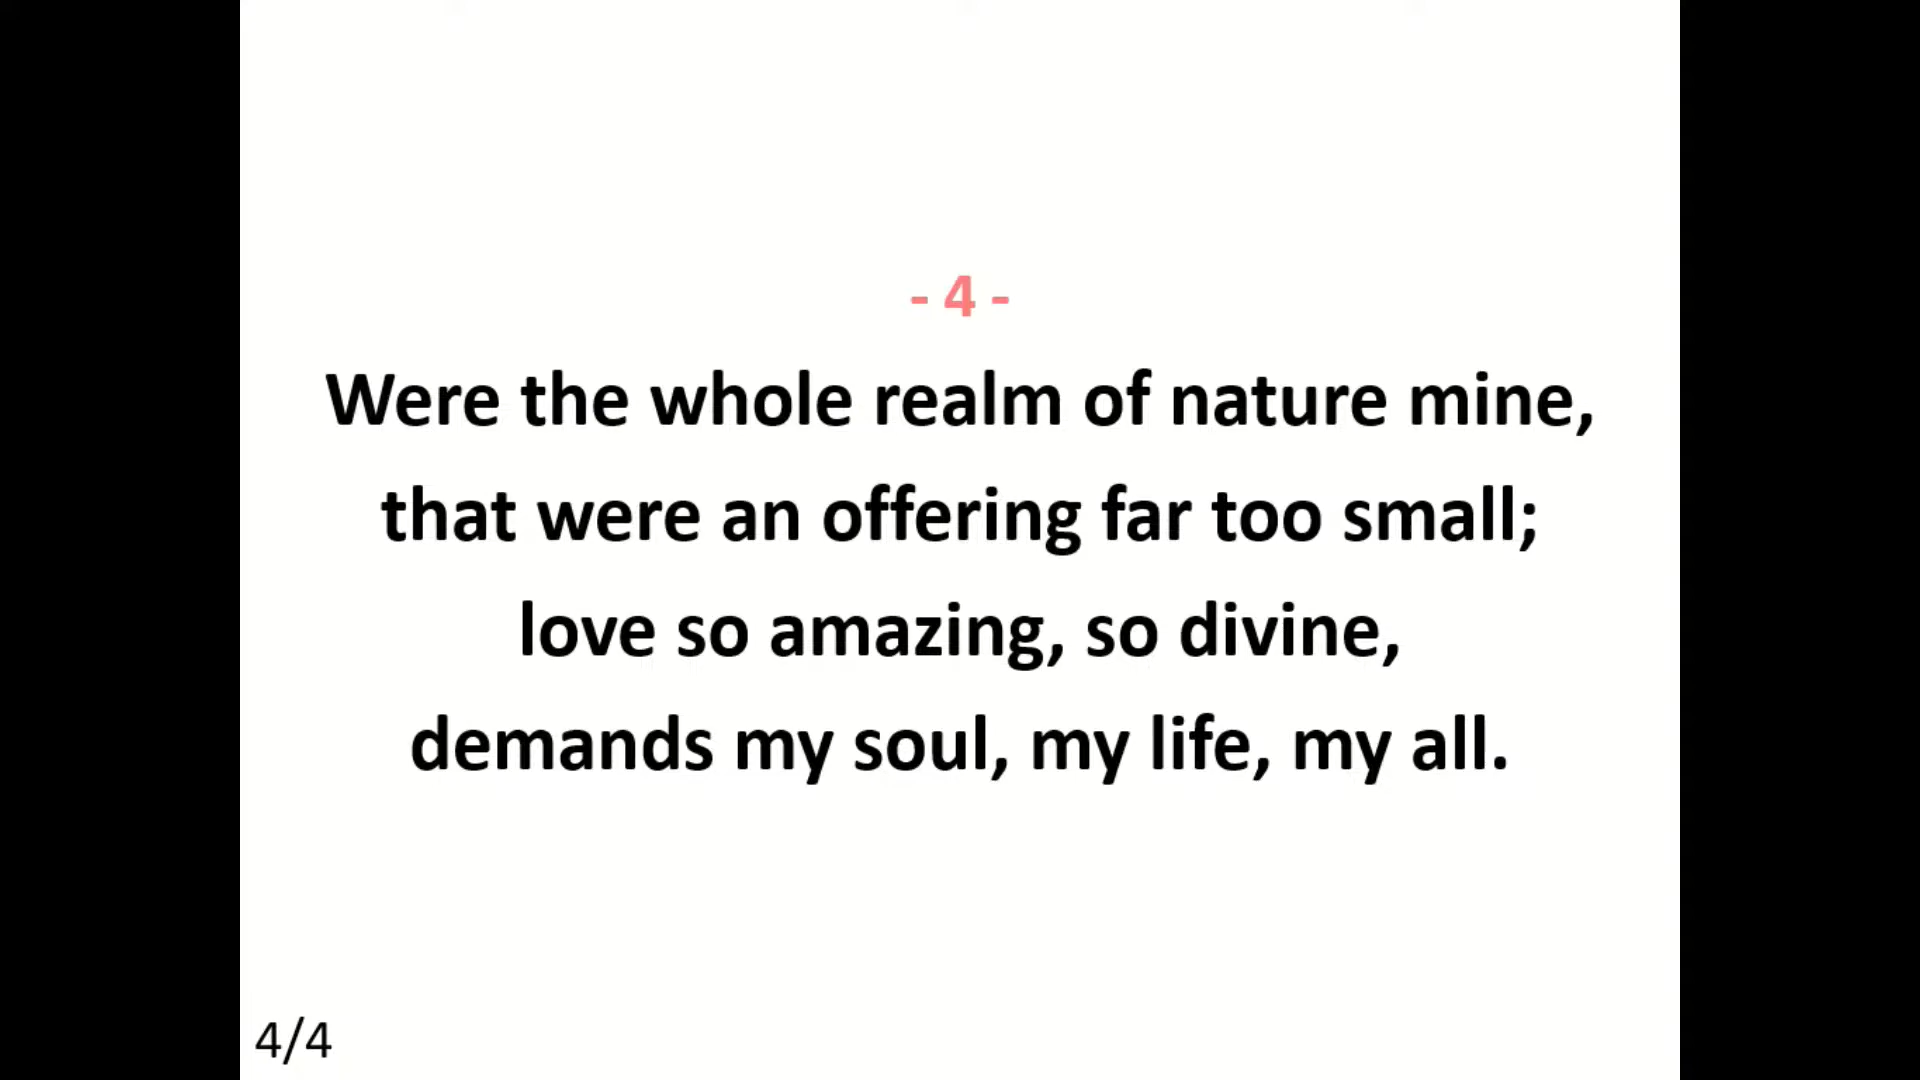 - 4 -
Were the whole realm of nature mine,
that were an offering far too small;
love so amazing, so divine,
demands my soul, my life, my all.
4/4